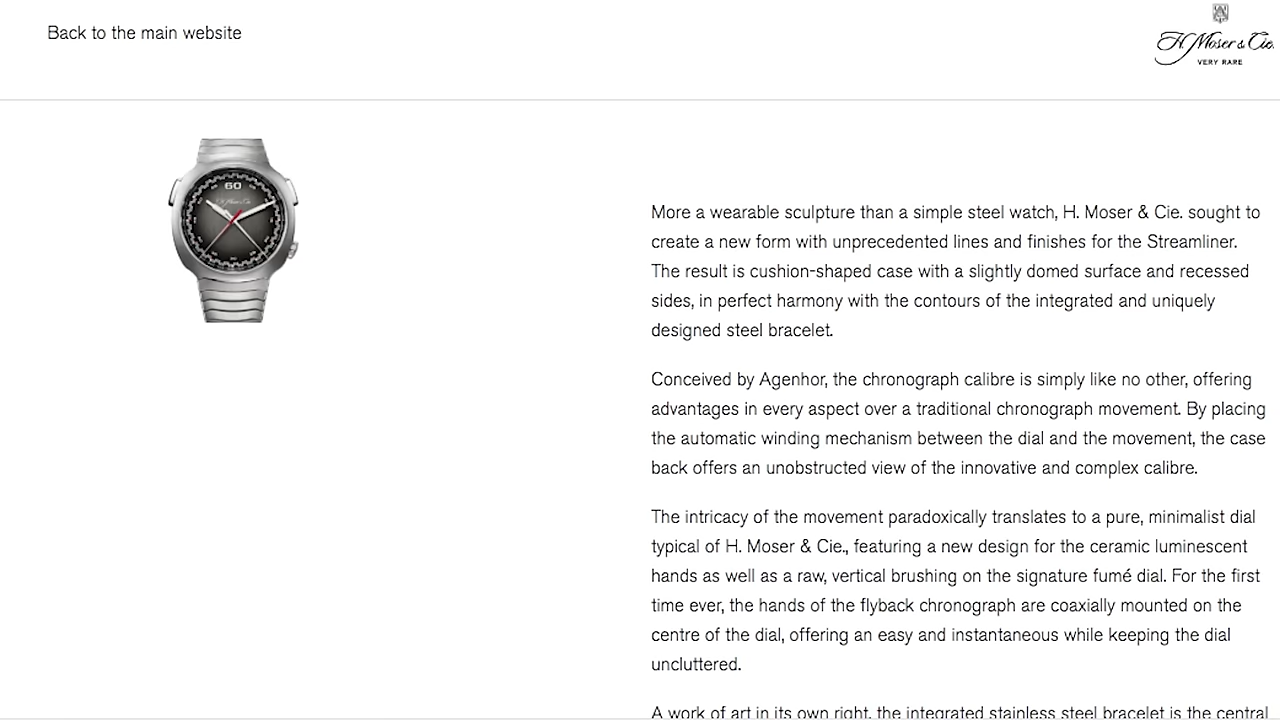 Back to the main website
H. Moser & Cie.
VERY RARE
60
H. Moser & Cie.
More a wearable sculpture than a simple steel watch, H. Moser & Cie. sought to
create a new form with unprecedented lines and finishes for the Streamliner.
The result is cushion-shaped case with a slightly domed surface and recessed
sides, in perfect harmony with the contours of the integrated and uniquely
designed steel bracelet.
Conceived by Agenhor, the chronograph calibre is simply like no other, offering
advantages in every aspect over a traditional chronograph movement. By placing
the automatic winding mechanism between the dial and the movement, the case
back offers an unobstructed view of the innovative and complex calibre.
The intricacy of the movement paradoxically translates to a pure, minimalist dial
typical of H. Moser & Cie., featuring a new design for the ceramic luminescent
hands as well as a raw, vertical brushing on the signature fumé dial. For the first
time ever, the hands of the flyback chronograph are coaxially mounted on the
centre of the dial, offering an easy and instantaneous while keeping the dial
uncluttered.
A work of art in its own right, the integrated stainless steel bracelet is the central